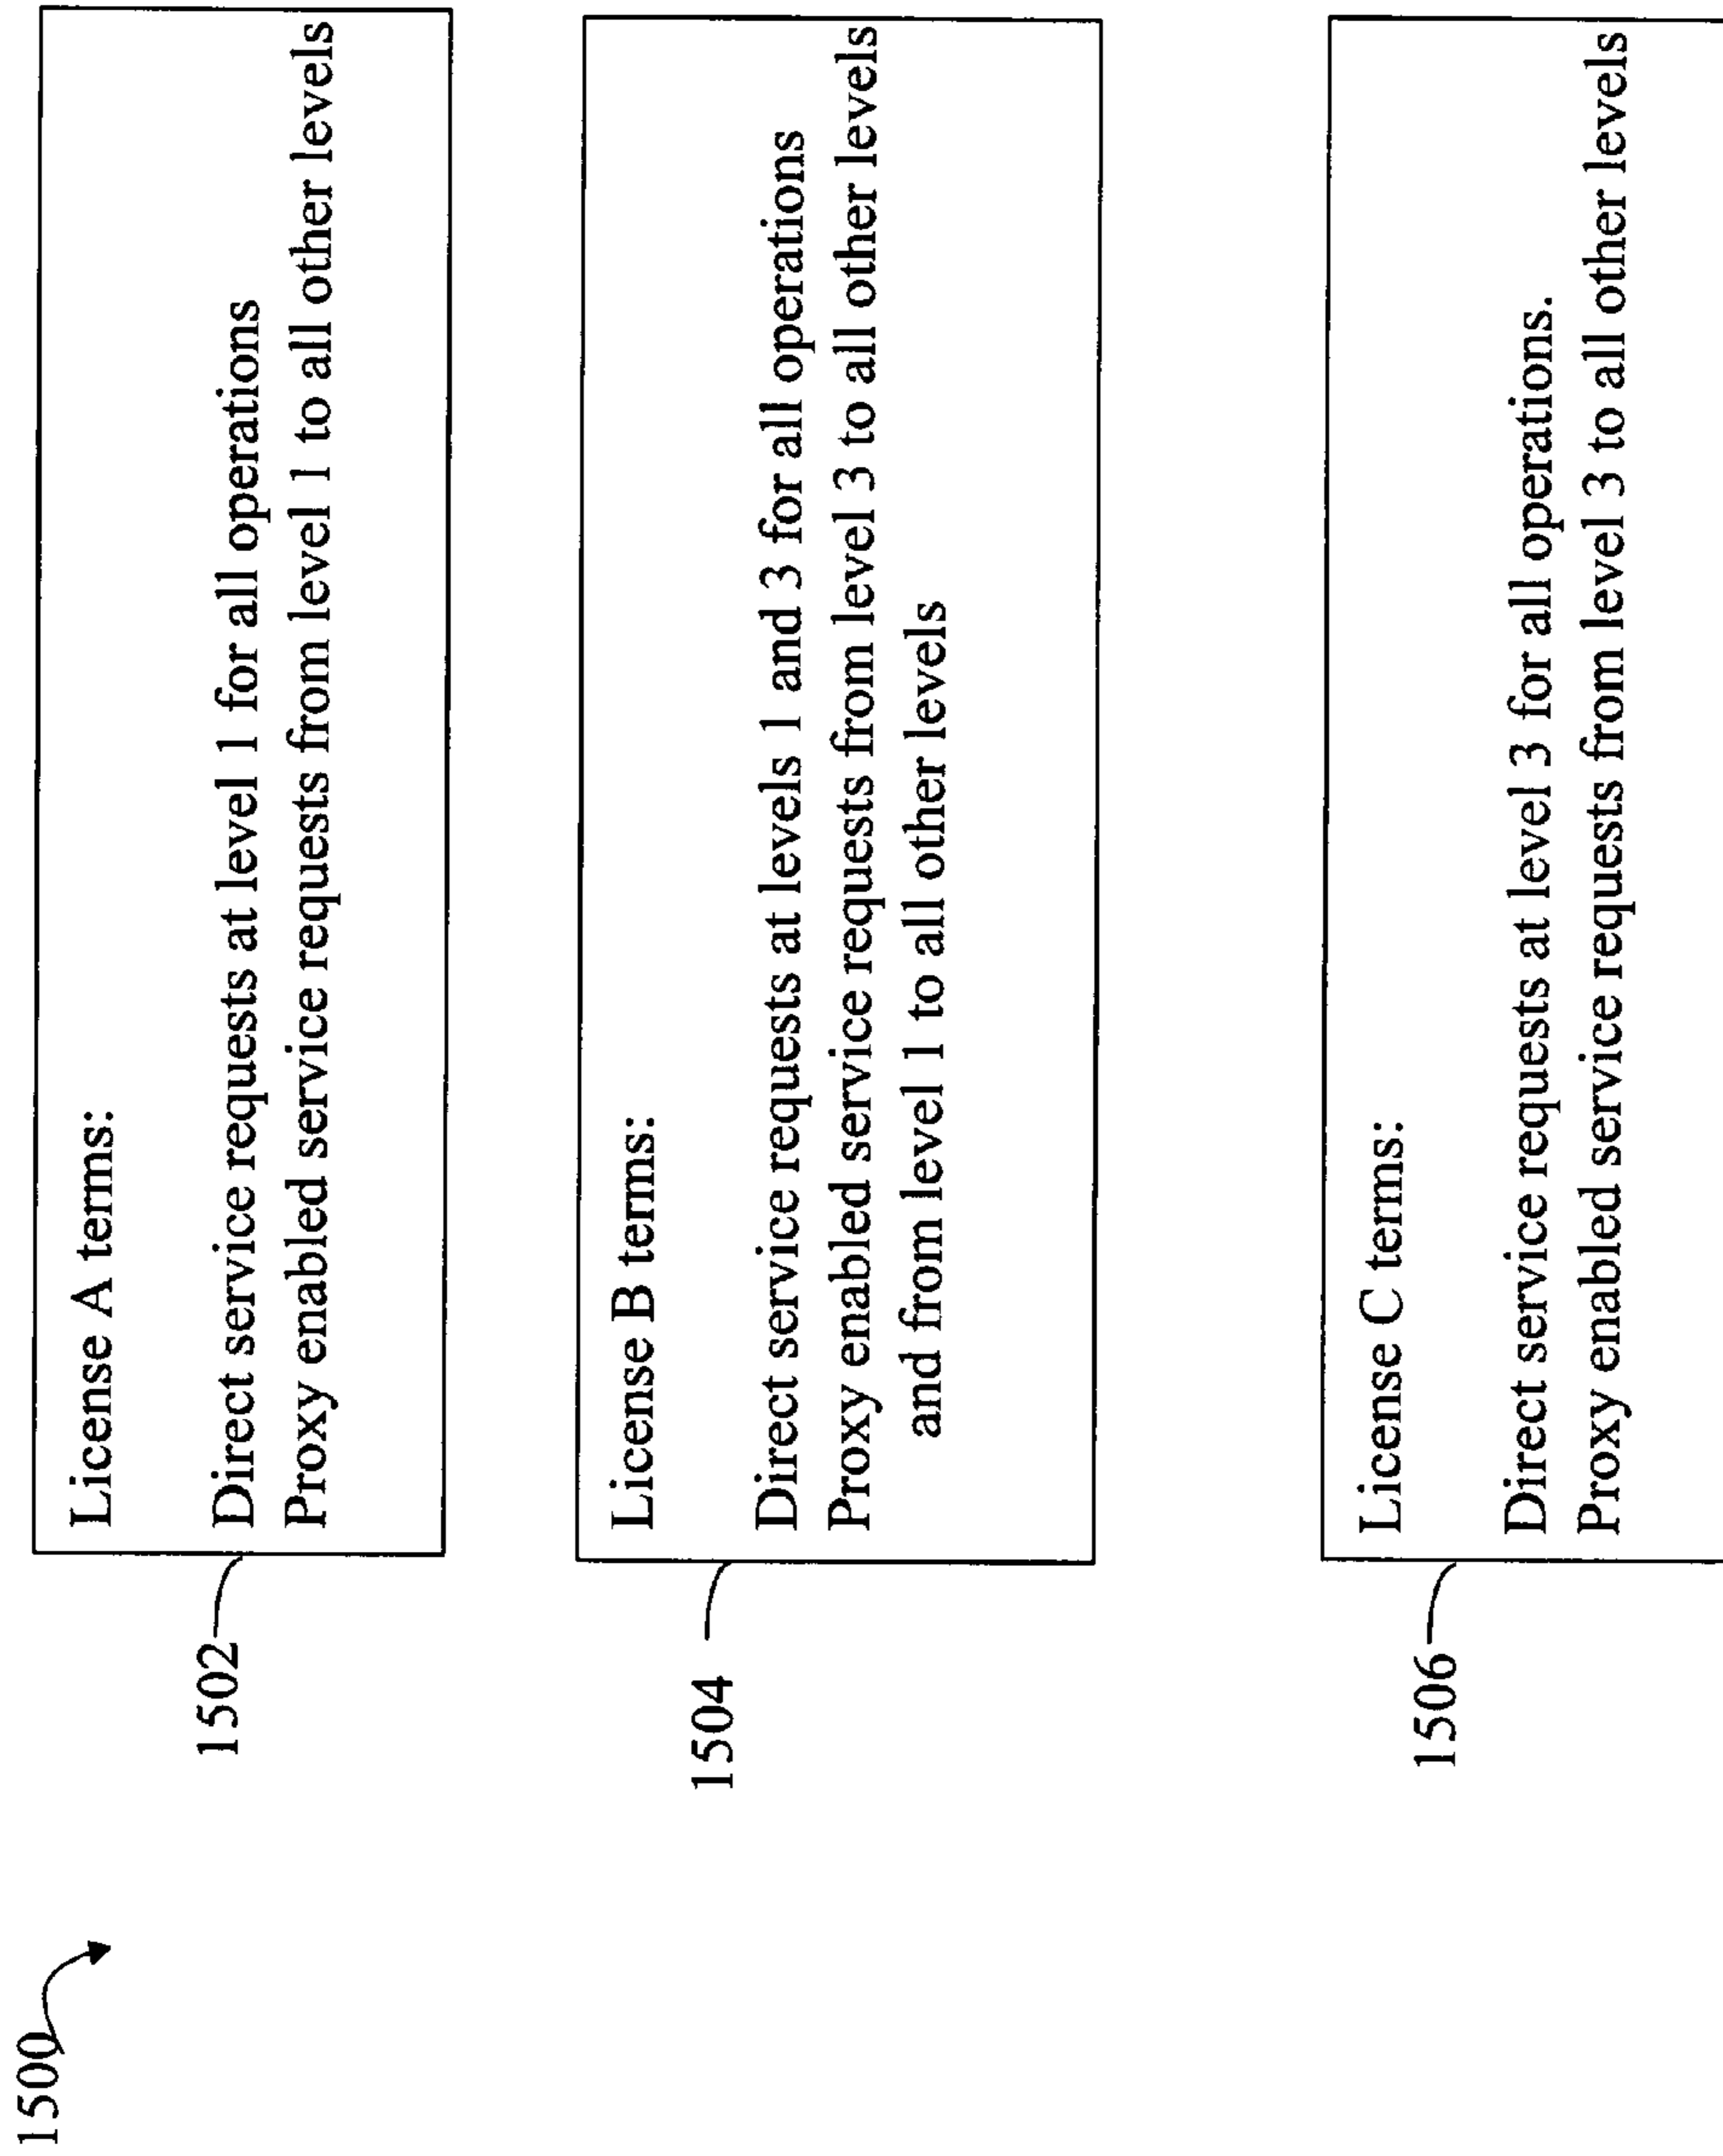 1500
1502
License A terms:
Direct service requests at level 1 for all operations
Proxy enabled service requests from level 1 to all other levels
1504
License B terms:
Direct service requests at levels 1 and 3 for all operations
Proxy enabled service requests from level 3 to all other levels
and from level 1 to all other levels
1506
License C terms:
Direct service requests at level 3 for all operations.
Proxy enabled service requests from level 3 to all other levels